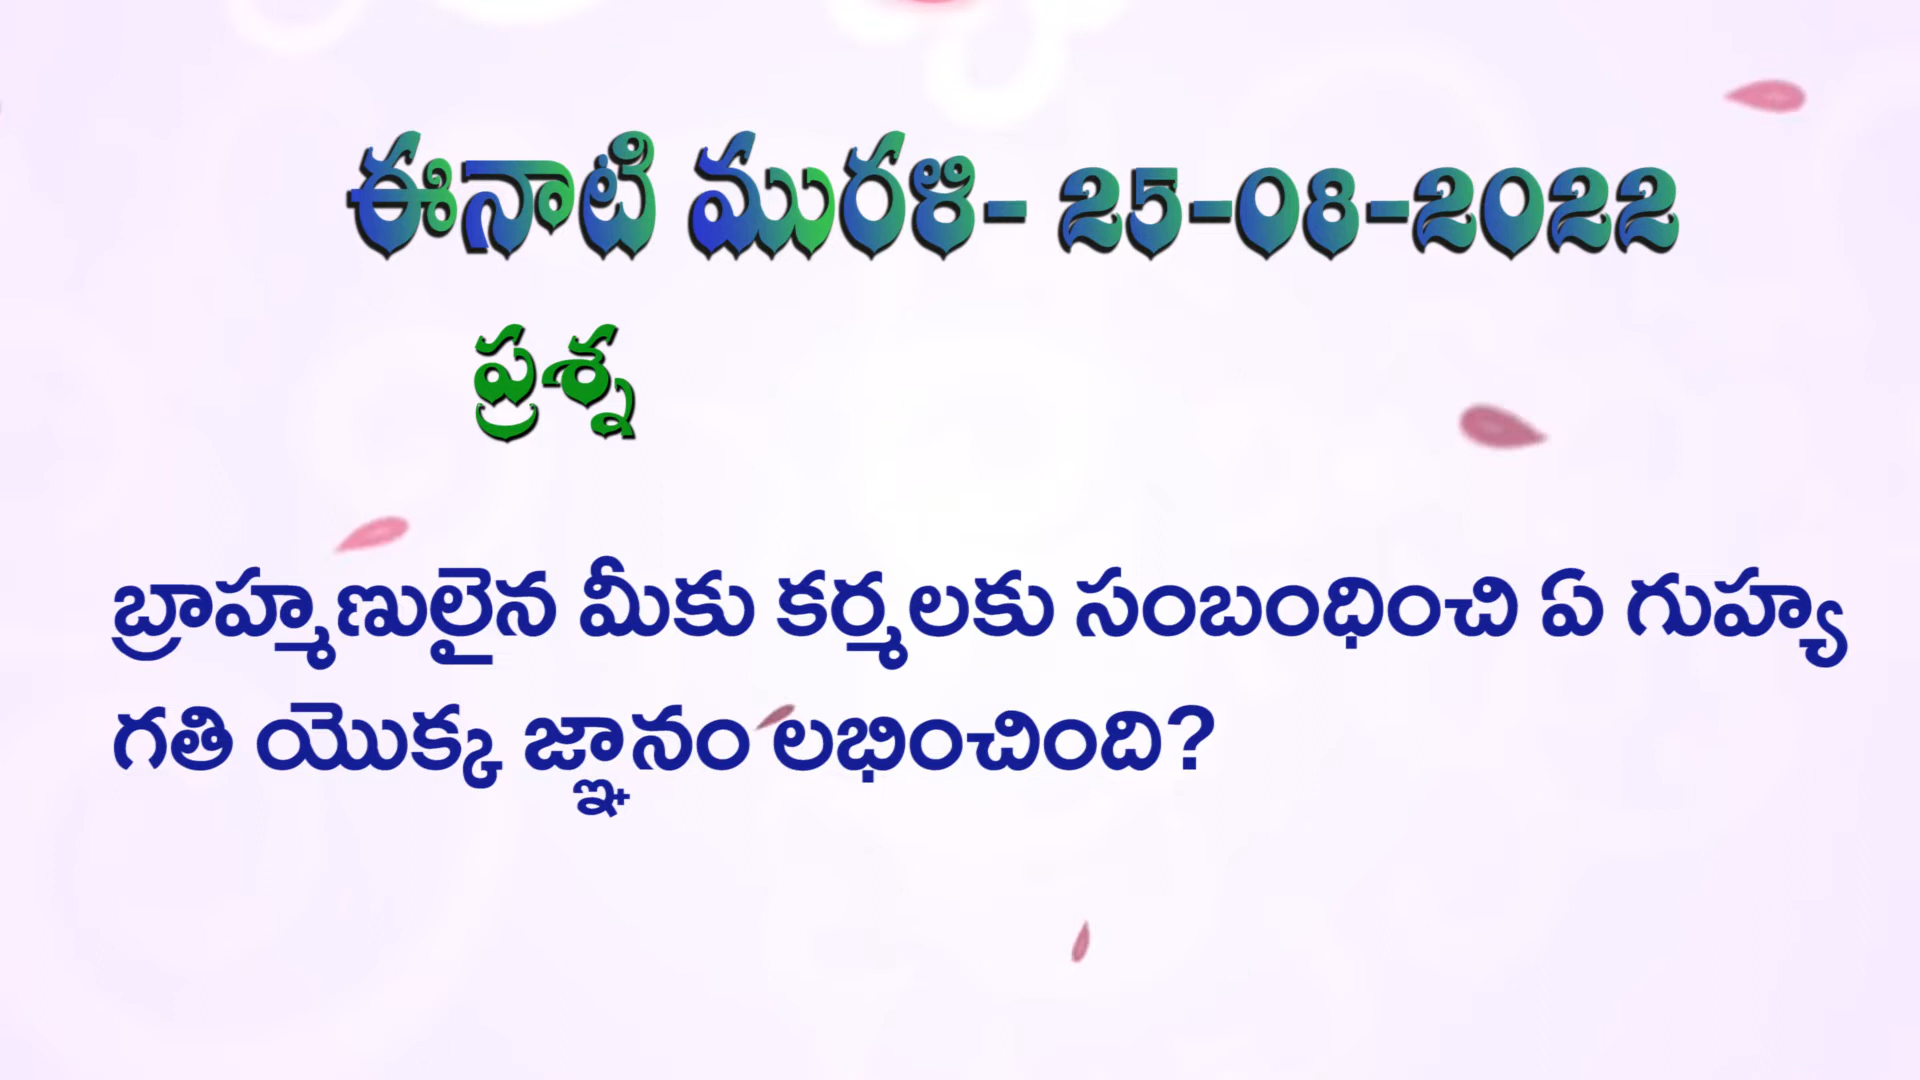 ఈనాటి మురళి- 25-08-2022
ప్రశ్న
బ్రాహ్మణులైన మీకు కర్మలకు సంబంధించి ఏ గుహ్య
గతి యొక్క జ్ఞానం లభించింది?